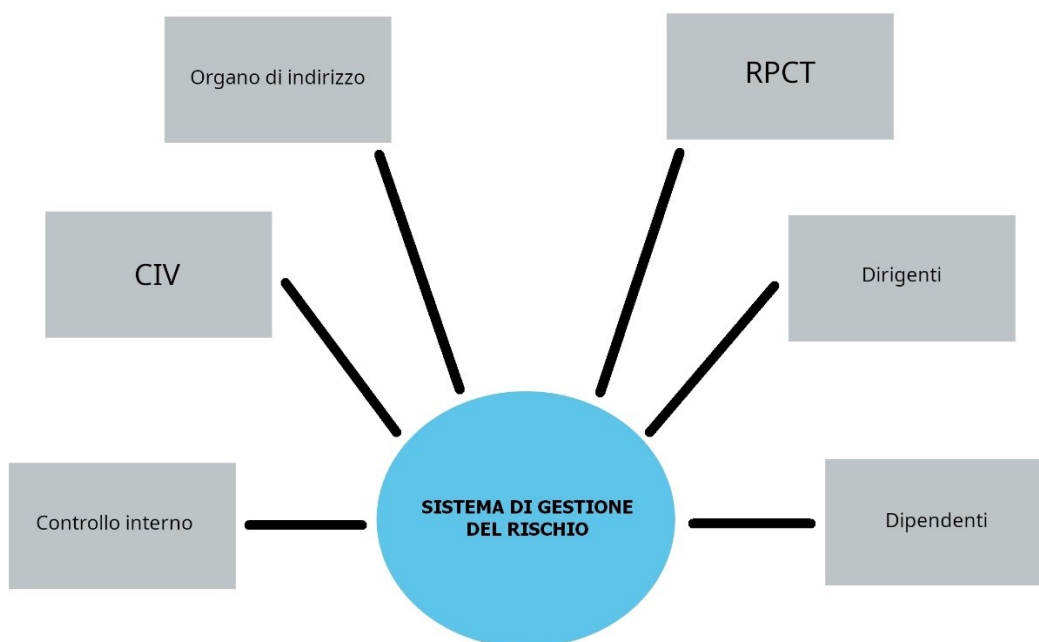 Organo di indirizzo
RPCT
CIV
Dirigenti
Controllo interno
SISTEMA DI GESTIONE
DEL RISCHIO
Dipendenti